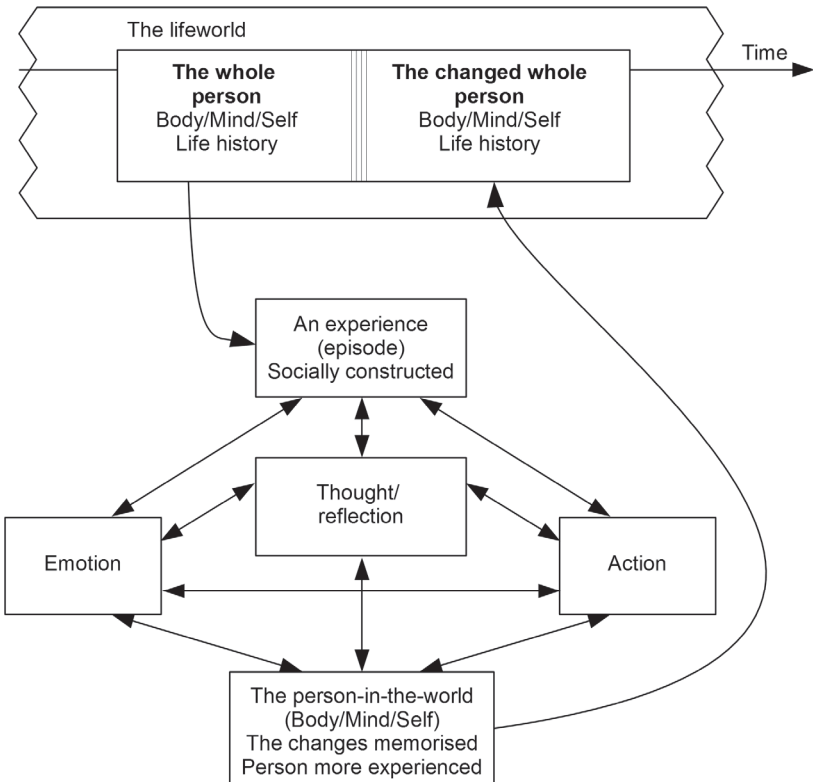 The lifeworld
Time
The whole
person
Body/Mind/Self
Life history
The changed whole
person
Body/Mind/Self
Life history
An experience
(episode)
Socially constructed
Thought/
reflection
Emotion
Action
The person-in-the-world
(Body/Mind/Self)
The changes memorised
Person more experienced